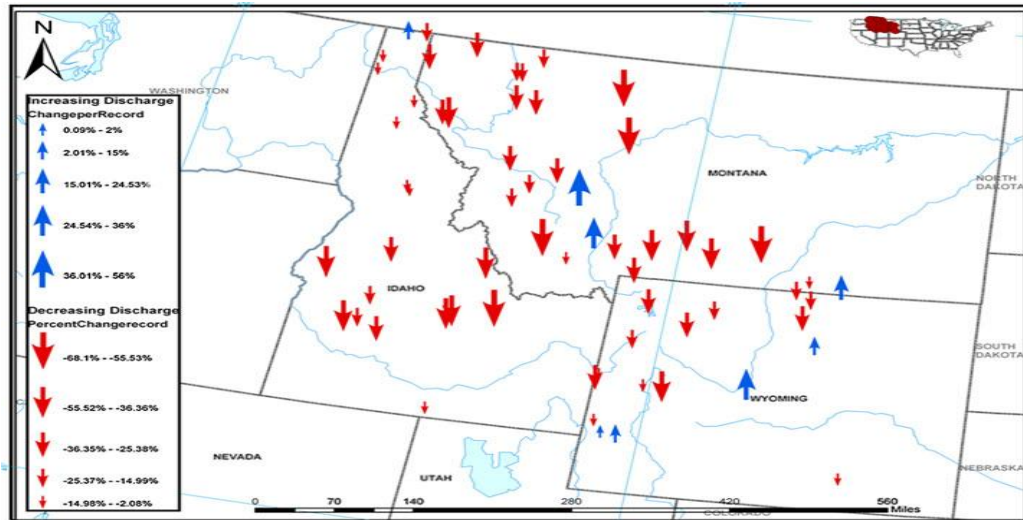 N
WASHINGTON
MONTANA
NORTH
DAKOTA
IDAHO
SOUTH
DAKOTA
WYOMING
NEBRASKA
NEVADA
UTAH
COLORADO
Increasing Discharge
ChangeperRecord
0.09% - 2%
2.01% - 15%
15.01% - 24.53%
24.54% - 36%
36.01% - 56%
Decreasing Discharge
PercentChangerecord
-68.1% - -55.53%
-55.52% - -36.36%
-36.35% - -25.38%
-25.37% - -14.99%
-14.98% - -2.08%
0 70 140 280 420 560
Miles